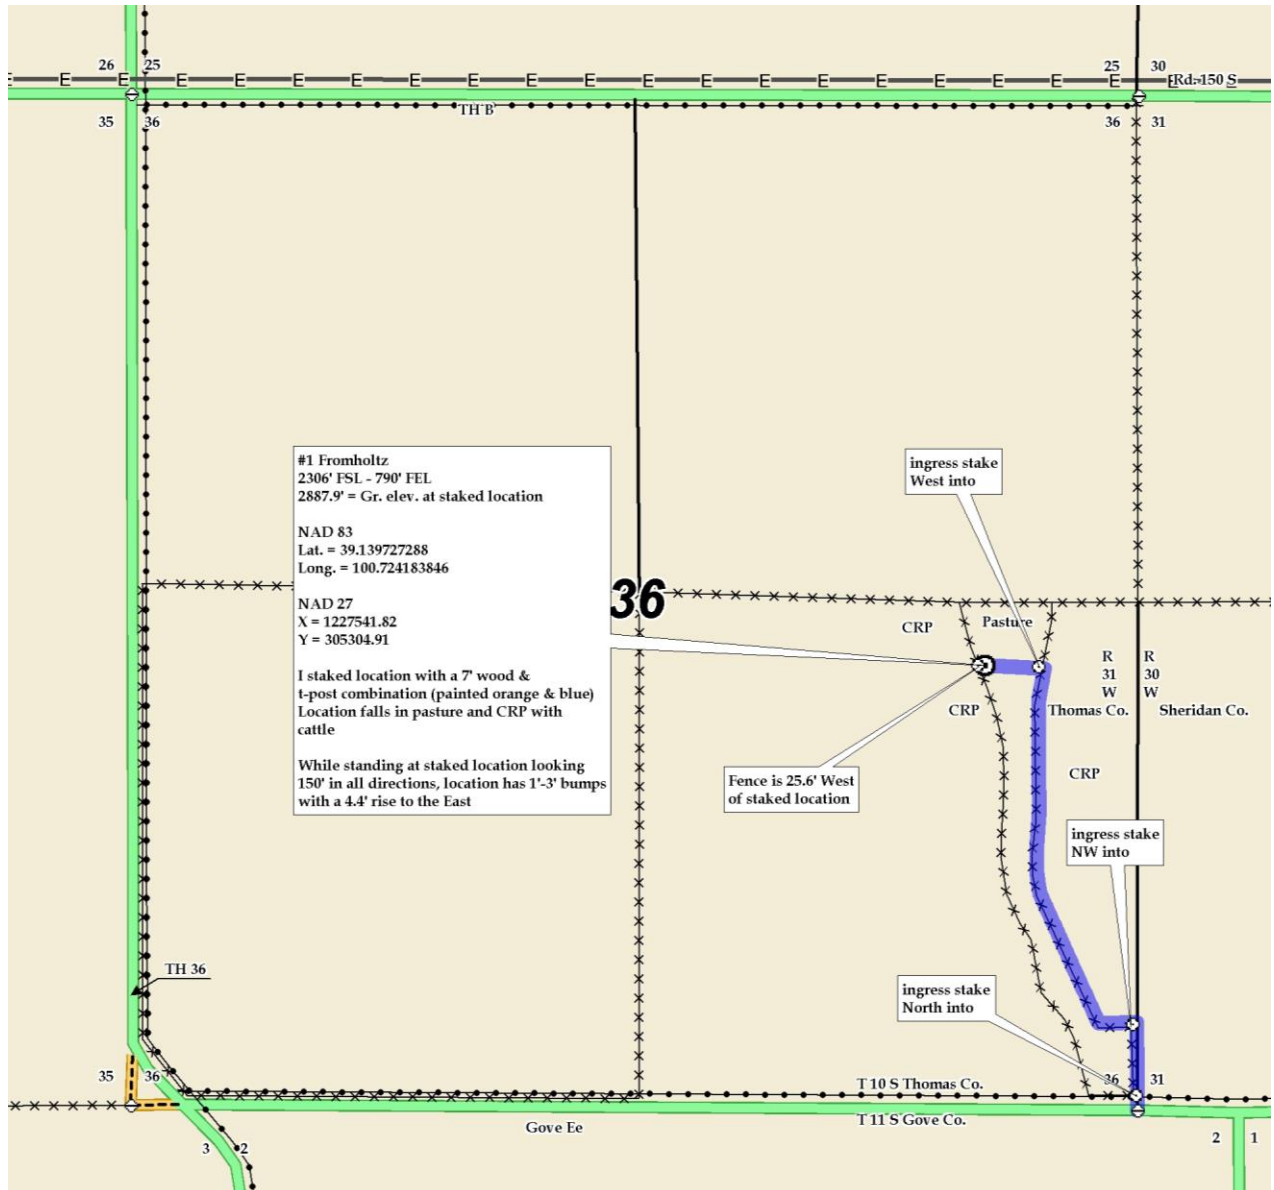 26 25
25 30
E E E E E E E E E E E E E E E E E E E E E
Rd. 150 S
TH B
35 36
36 31
#1 Fromholtz
2306' FSL - 790' FEL
2887.9' = Gr. elev. at staked location
NAD 83
Lat. = 39.139727288
Long. = 100.724183846
NAD 27
X = 1227541.82
Y = 305304.91
I staked location with a 7' wood &
t-post combination (painted orange & blue)
Location falls in pasture and CRP with
cattle
While standing at staked location looking
150' in all directions, location has 1'-3' bumps
with a 4.4' rise to the East
ingress stake
West into
36
CRP
Pasture
R
31
W
R
30
W
CRP
Thomas Co.
Sheridan Co.
CRP
Fence is 25.6' West
of staked location
ingress stake
NW into
TH 36
ingress stake
North into
35 36
36 31
T 10 S Thomas Co.
T 11 S Gove Co.
Gove Ee
3 2
2 1